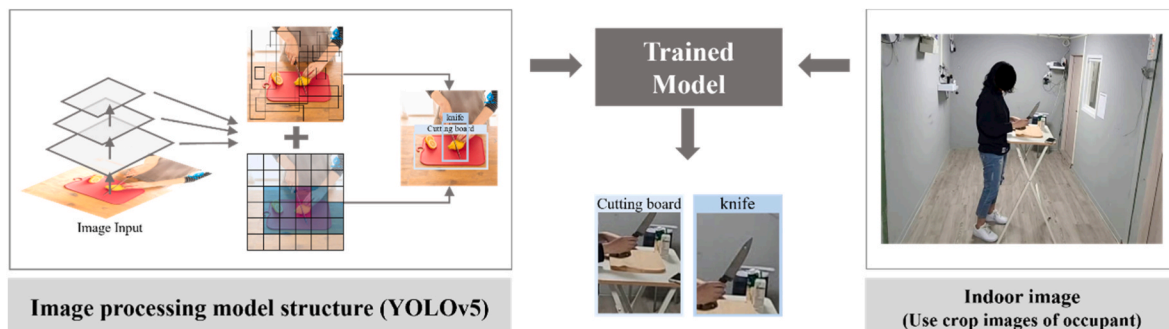 knife
Cutting board
Image Input
Image processing model structure (YOLOv5)
Trained
Model
Cutting board
knife
Indoor image
(Use crop images of occupant)